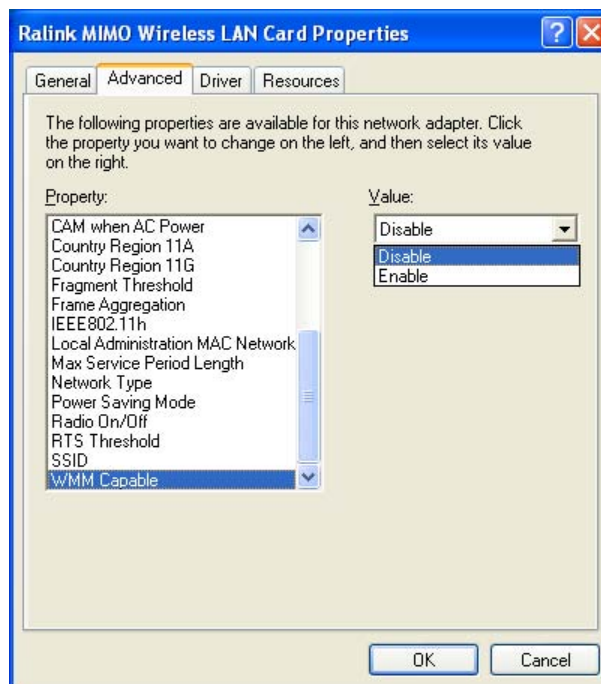 Ralink MIMO Wireless LAN Card Properties
General Advanced Driver Resources
The following properties are available for this network adapter. Click
the property you want to change on the left, and then select its value
on the right.
Property:
CAM when AC Power
Country Region 11A
Country Region 11G
Fragment Threshold
Frame Aggregation
IEEE802.11h
Local Administration MAC Network
Max Service Period Length
Network Type
Power Saving Mode
Radio On/Off
RTS Threshold
SSID
WMM Capable
Value:
Disable
Disable
Enable
OK Cancel